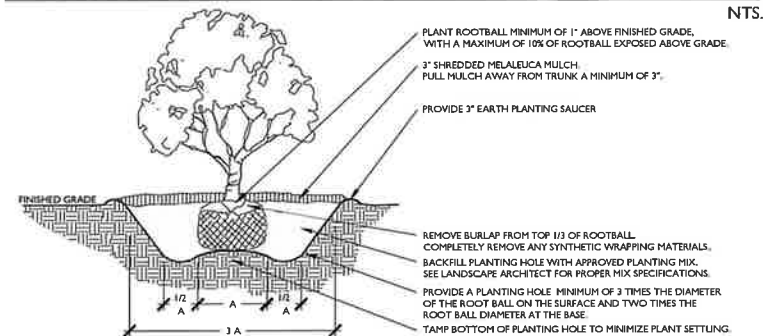 NTS.
PLANT ROOTBALL MINIMUM OF 1" ABOVE FINISHED GRADE,
WITH A MAXIMUM OF 10% OF ROOTBALL EXPOSED ABOVE GRADE.
3" SHREDDED MELALEUCA MULCH.
PULL MULCH AWAY FROM TRUNK A MINIMUM OF 3".
PROVIDE 3" EARTH PLANTING SAUCER
FINISHED GRADE
REMOVE BURLAP FROM TOP 1/3 OF ROOTBALL.
COMPLETELY REMOVE ANY SYNTHETIC WRAPPING MATERIALS.
BACKFILL PLANTING HOLE WITH APPROVED PLANTING MIX.
SEE LANDSCAPE ARCHITECT FOR PROPER MIX SPECIFICATIONS.
PROVIDE A PLANTING HOLE MINIMUM OF 3 TIMES THE DIAMETER
OF THE ROOT BALL ON THE SURFACE AND TWO TIMES THE
ROOT BALL DIAMETER AT THE BASE.
TAMP BOTTOM OF PLANTING HOLE TO MINIMIZE PLANT SETTLING.
1/2 A 1/2
A A
3 A